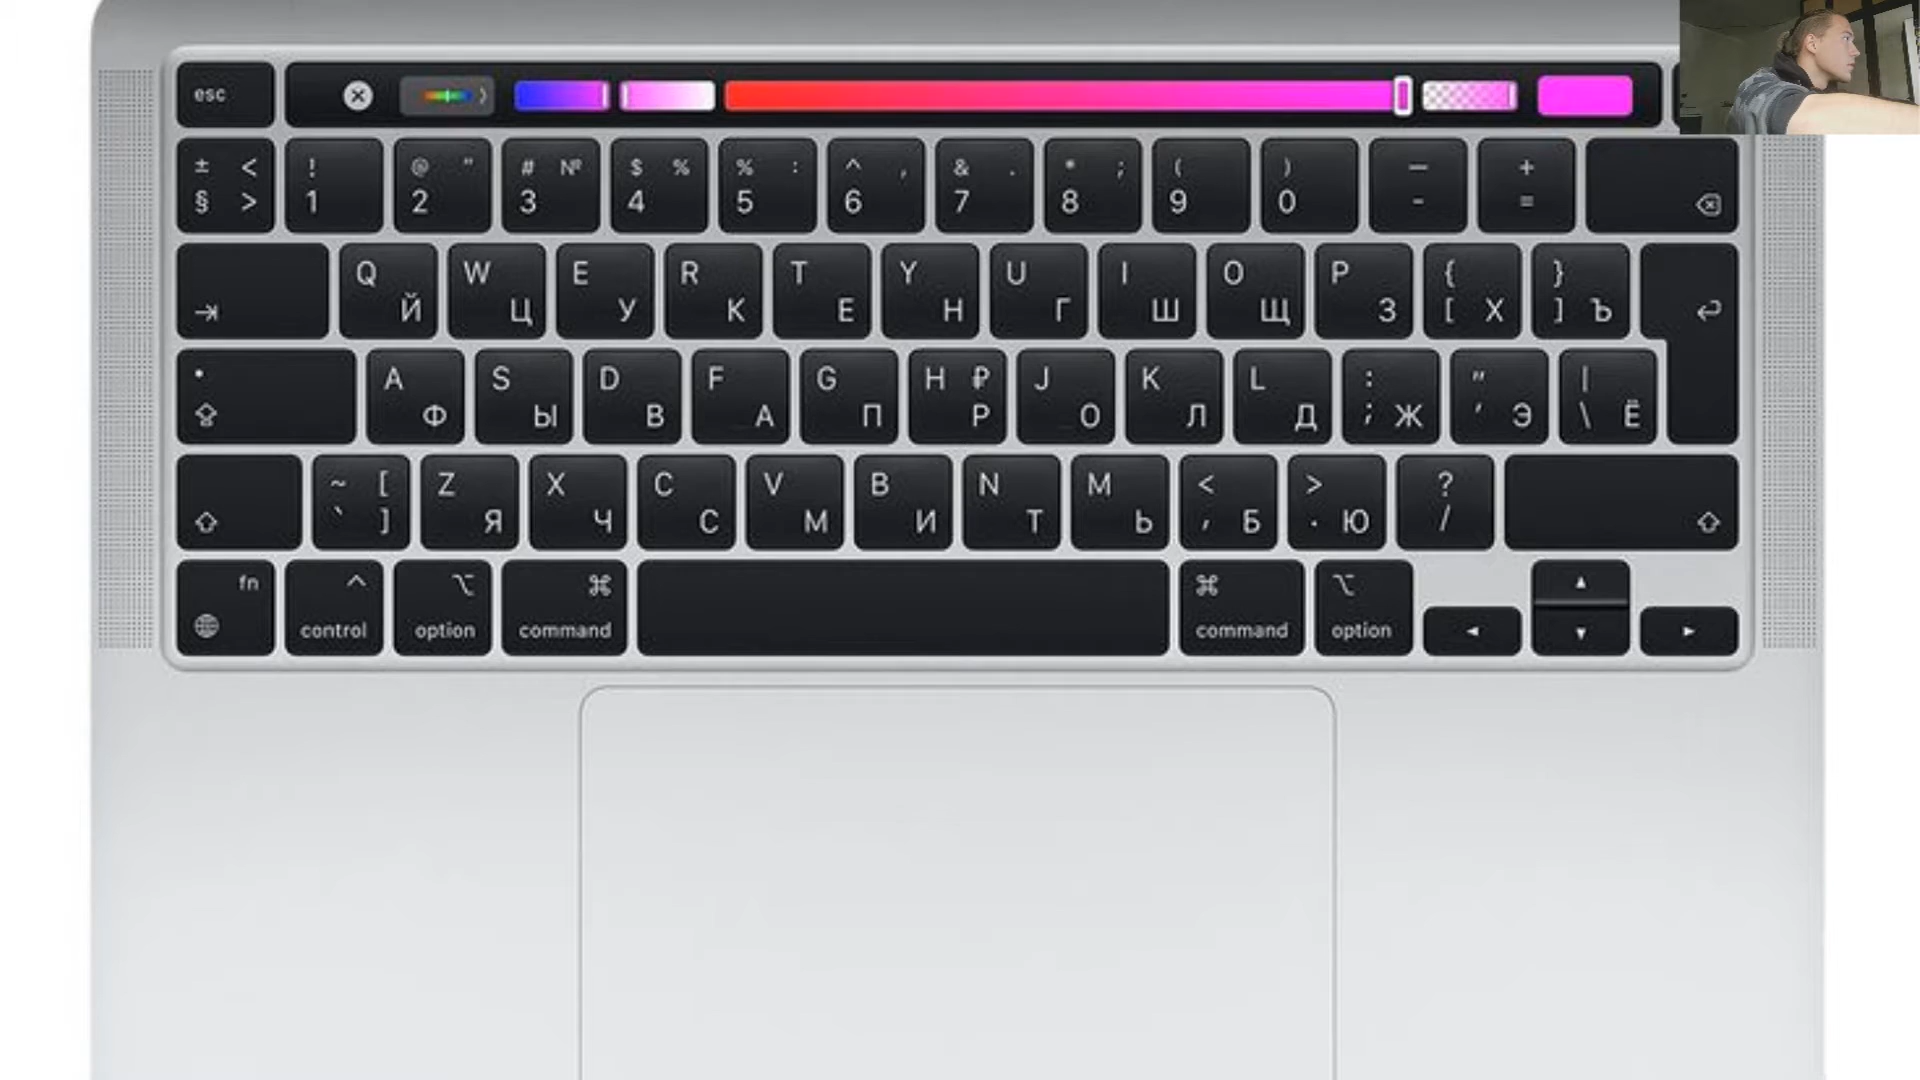 esc
± < ! @ " # № $ % % : ^ , & . * ; ( ) — +
§ > 1 2 3 4 5 6 7 8 9 0 - =
Q W E R T Y U I O P { }
Й Ц У К Е Н Г Ш Щ З [ Х ] Ъ
A S D F G H ₽ J K L : " |
Ф Ы В А П Р О Л Д ; Ж ' Э \ Ё
~ [ Z X C V B N M < > ?
` ] Я Ч С М И Т Ь , Б . Ю /
fn ^ ⌥ ⌘ ⌘ ⌥
control option command command option